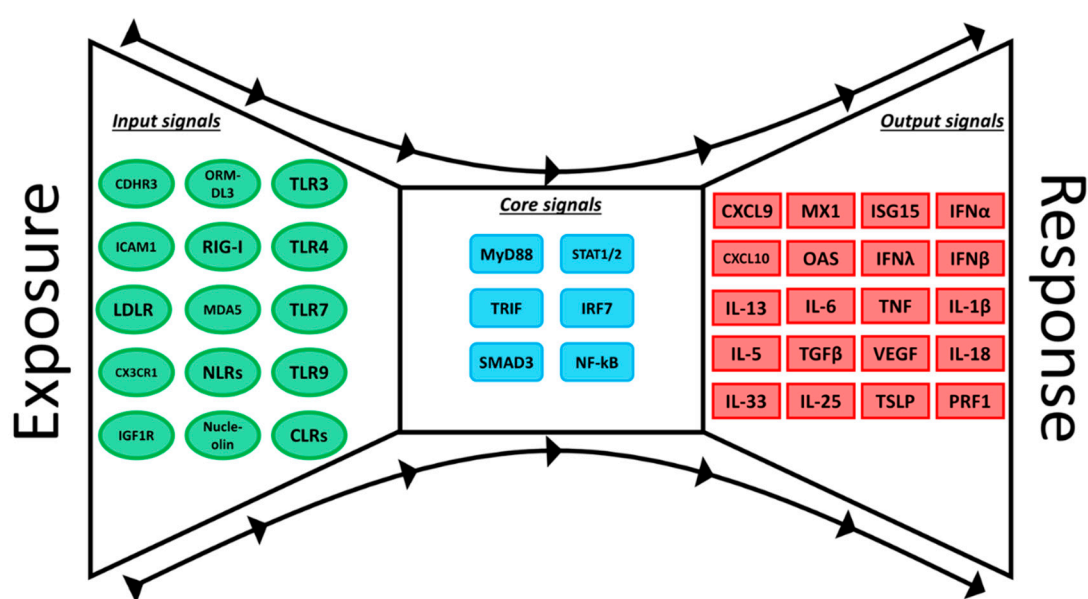 Exposure
Input signals
CDHR3
ORM-
DL3
TLR3
ICAM1
RIG-I
TLR4
LDLR
MDA5
TLR7
CX3CR1
NLRs
TLR9
IGF1R
Nucle-
olin
CLRs
Core signals
MyD88
STAT1/2
TRIF
IRF7
SMAD3
NF-kB
Output signals
CXCL9
MX1
ISG15
IFNα
CXCL10
OAS
IFNλ
IFNβ
IL-13
IL-6
TNF
IL-1β
IL-5
TGFβ
VEGF
IL-18
IL-33
IL-25
TSLP
PRF1
Response